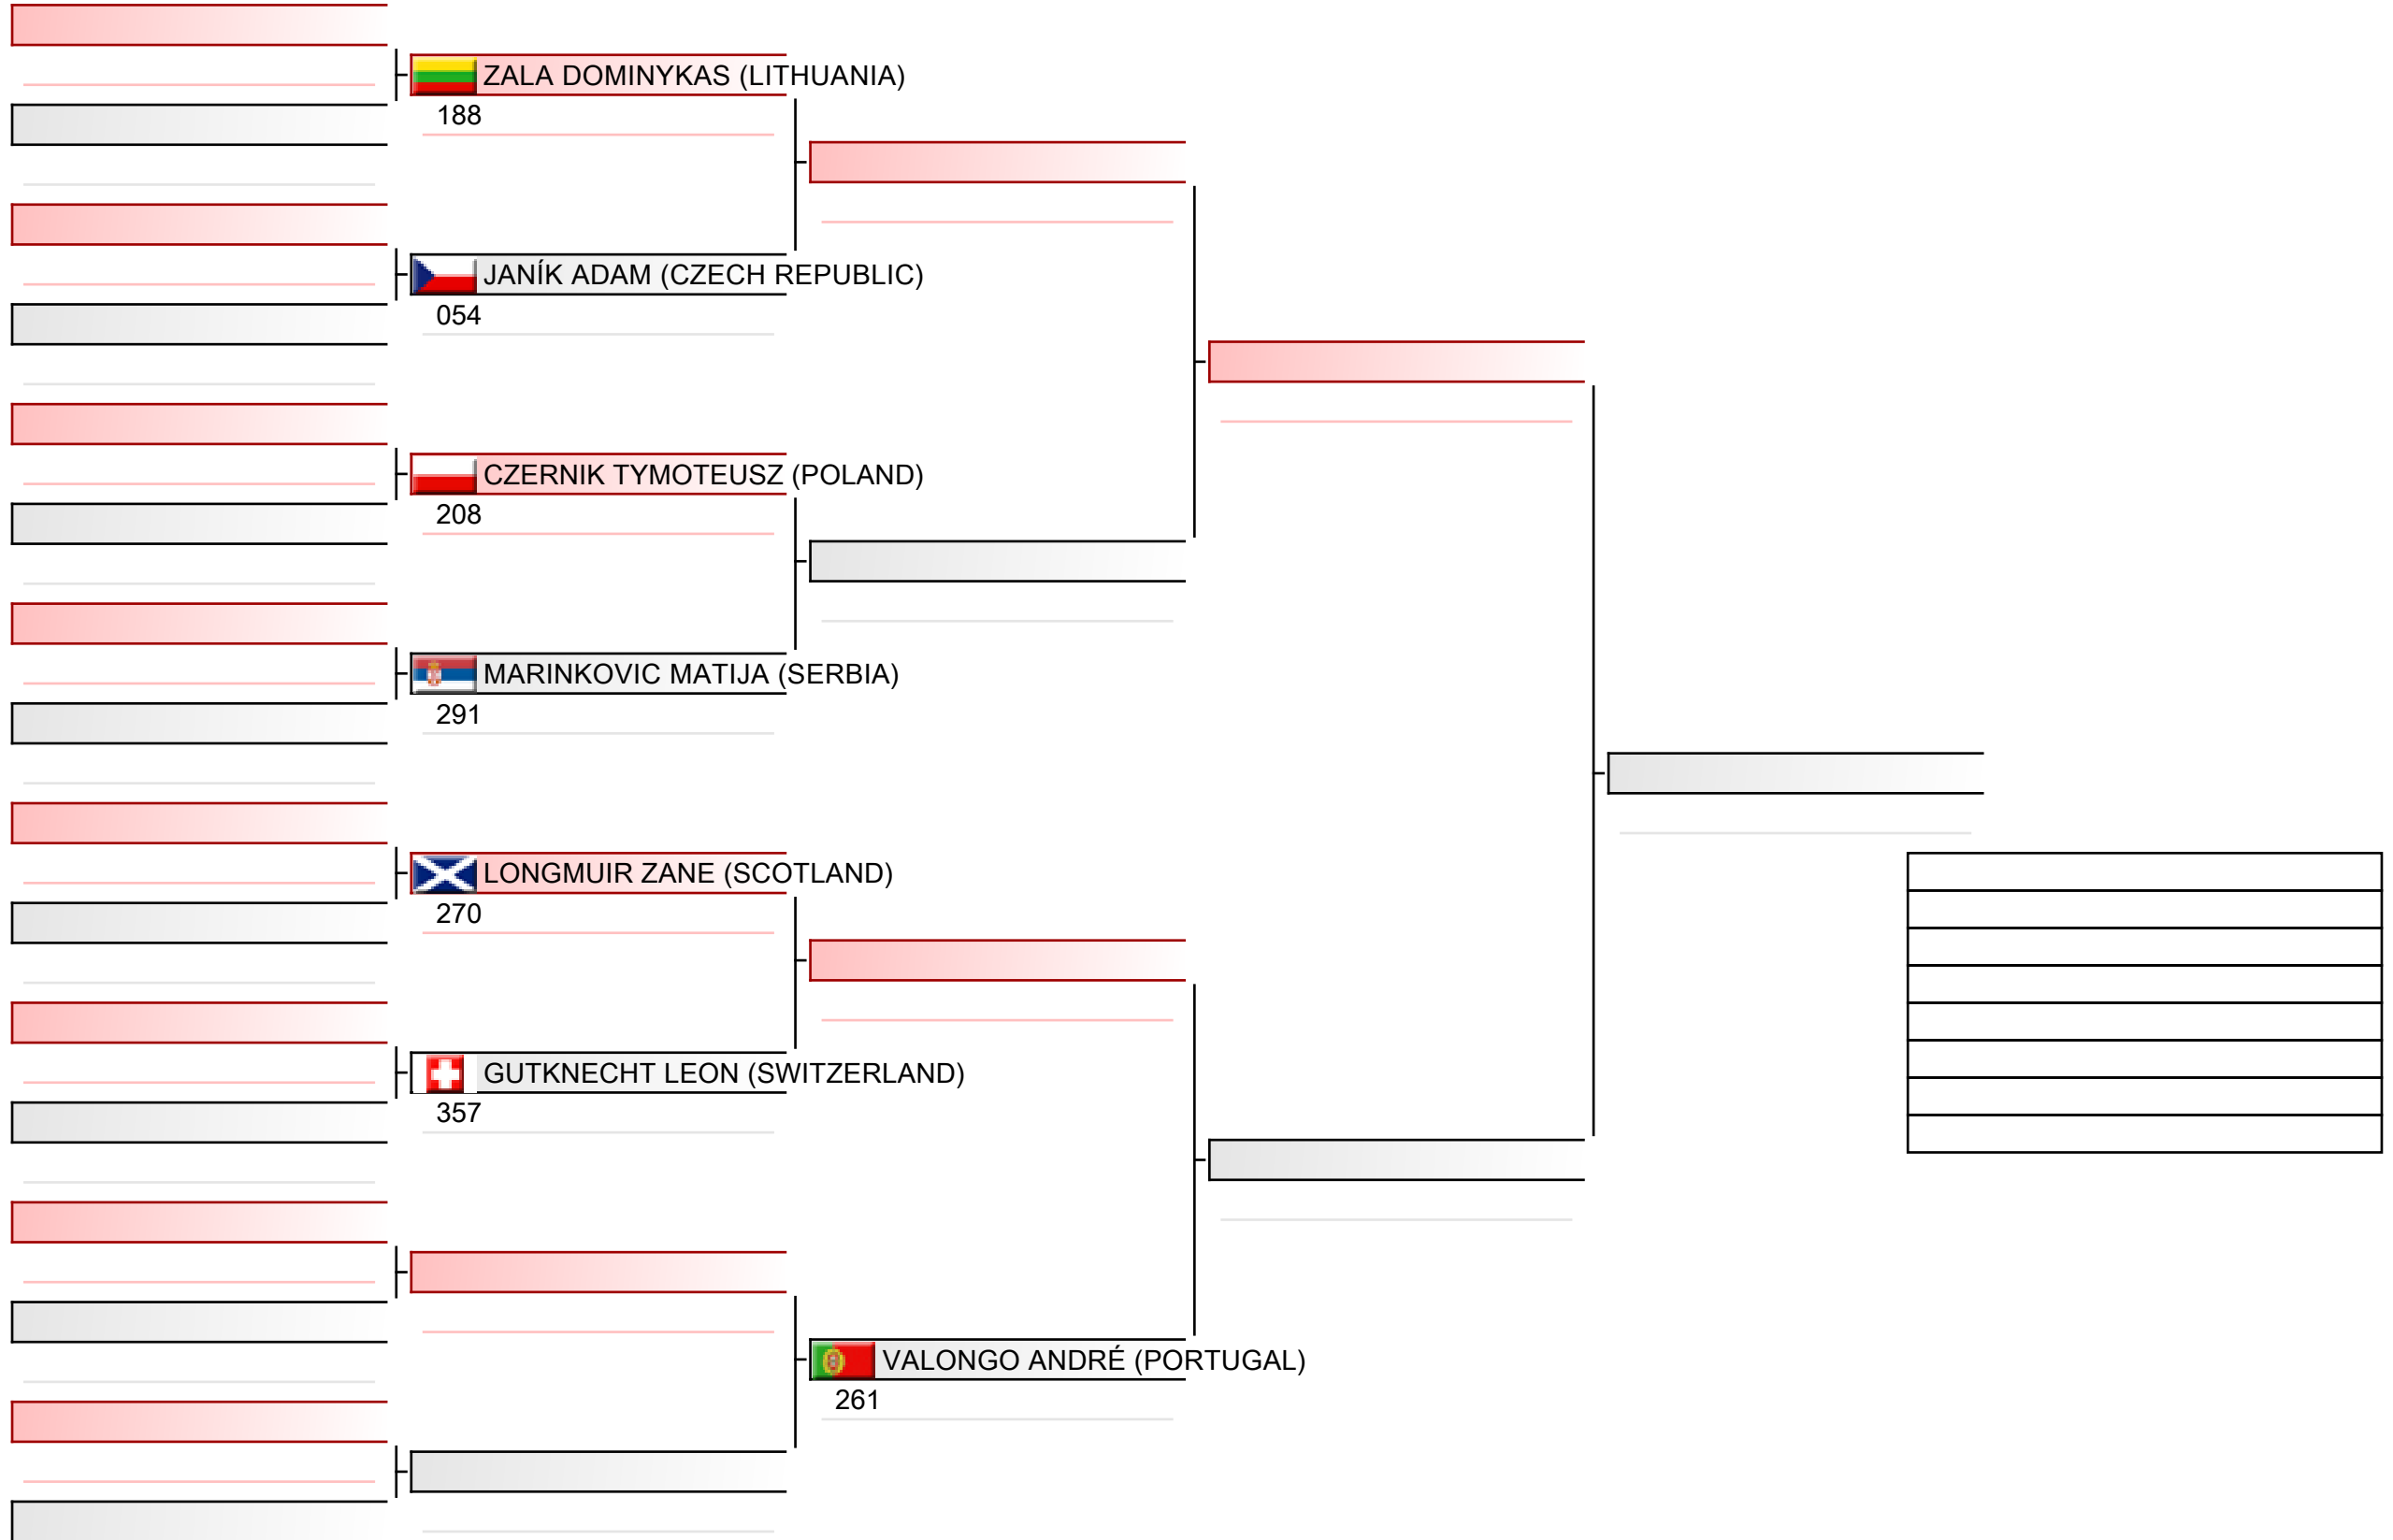 ZALA DOMINYKAS (LITHUANIA)
188
JANÍK ADAM (CZECH REPUBLIC)
054
CZERNIK TYMOTEUSZ (POLAND)
208
MARINKOVIC MATIJA (SERBIA)
291
LONGMUIR ZANE (SCOTLAND)
270
GUTKNECHT LEON (SWITZERLAND)
357
VALONGO ANDRÉ (PORTUGAL)
261